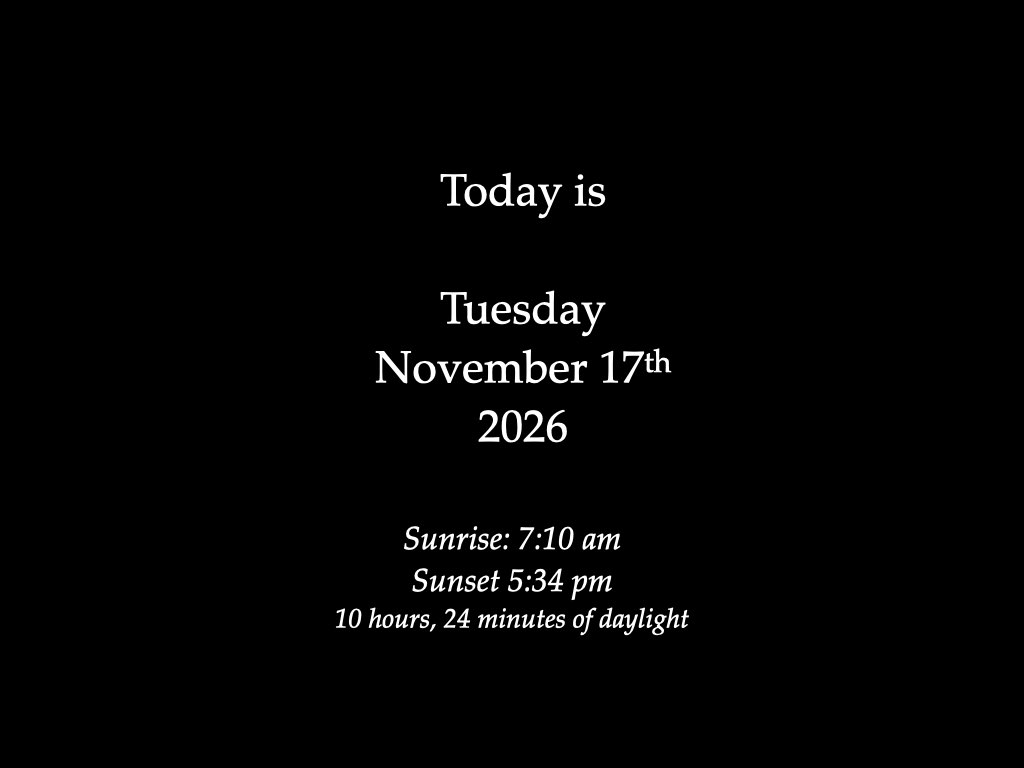 Today is
Tuesday
November 17th
2026
Sunrise: 7:10 am
Sunset 5:34 pm
10 hours, 24 minutes of daylight